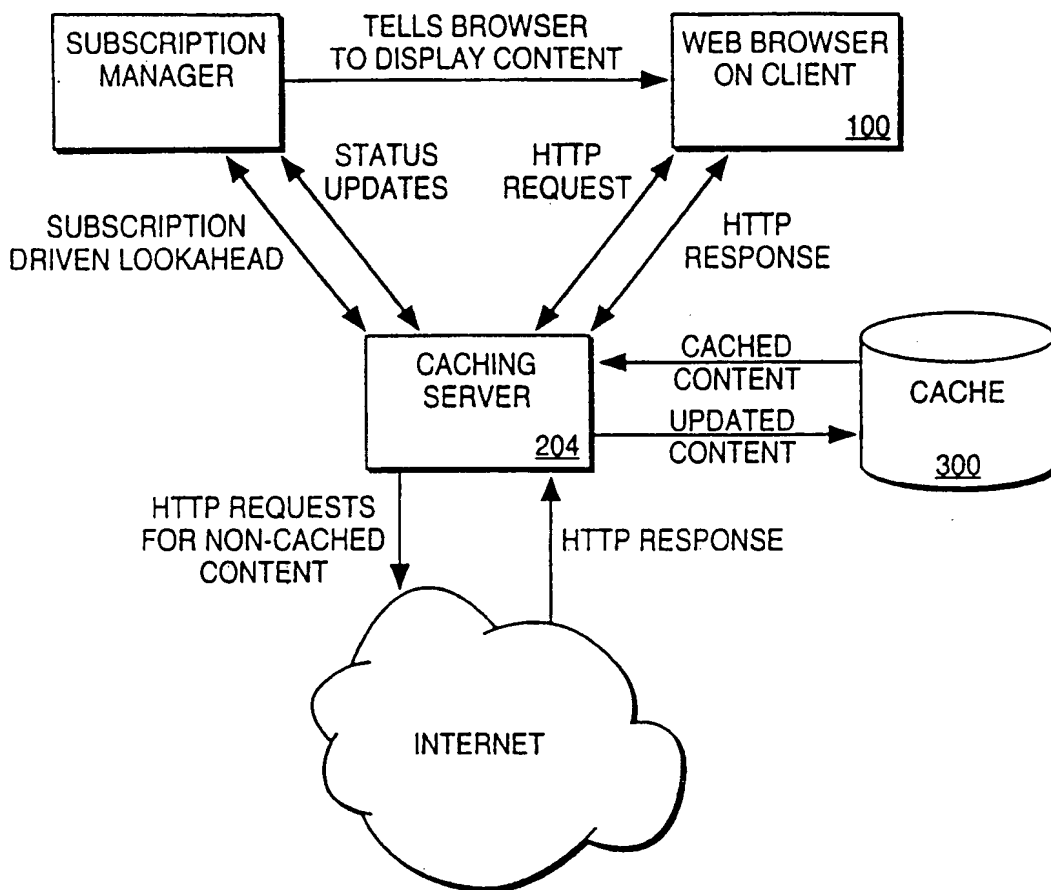 SUBSCRIPTION
MANAGER
TELLS BROWSER
TO DISPLAY CONTENT
WEB BROWSER
ON CLIENT
100
STATUS
UPDATES
HTTP
REQUEST
SUBSCRIPTION
DRIVEN LOOKAHEAD
HTTP
RESPONSE
CACHING
SERVER
204
CACHED
CONTENT
UPDATED
CONTENT
CACHE
300
HTTP REQUESTS
FOR NON-CACHED
CONTENT
HTTP RESPONSE
INTERNET